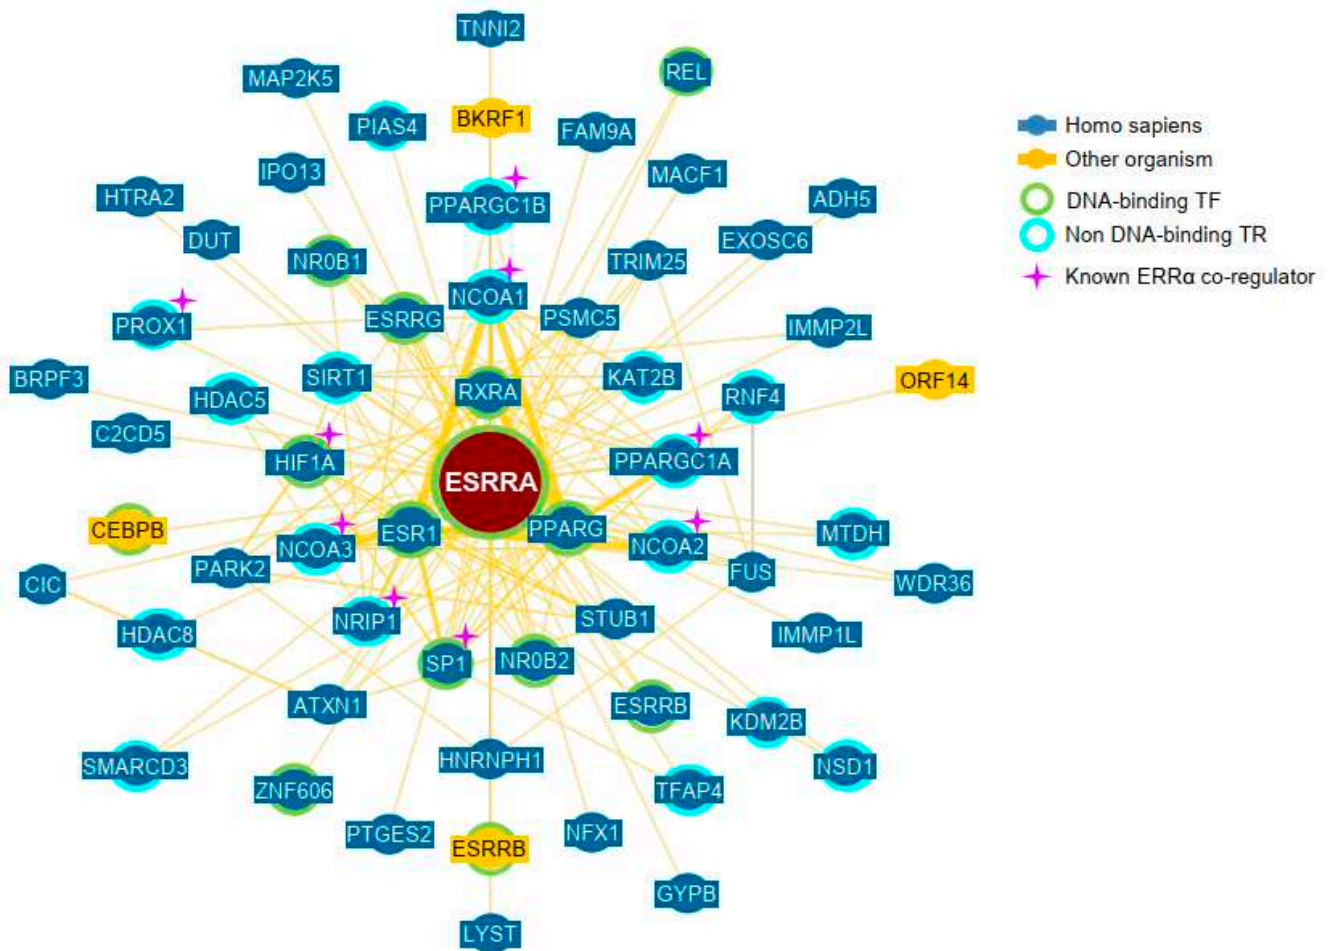 TNNI2
REL
MAP2K5
BKRF1
PIAS4
FAM9A
IPO13
MACF1
HTRA2
PPARGC1B
ADH5
DUT
EXOSC6
NR0B1
TRIM25
NCOA1
PROX1
ESRRG
PSMC5
IMMP2L
BRPF3
SIRT1
KAT2B
ORF14
HDAC5
RXRA
RNF4
C2CD5
HIF1A
PPARGC1A
ESRRA
CEBPB
ESR1
PPARG
MTDH
NCOA3
NCOA2
PARK2
FUS
CIC
WDR36
HDAC8
NRIP1
STUB1
IMMP1L
SP1
NR0B2
ATXN1
ESRRB
KDM2B
SMARCD3
HNRNPH1
NSD1
ZNF606
TFAP4
PTGES2
NFX1
ESRRB
GYPB
LYST
Homo sapiens
Other organism
DNA-binding TF
Non DNA-binding TR
Known ERRα co-regulator